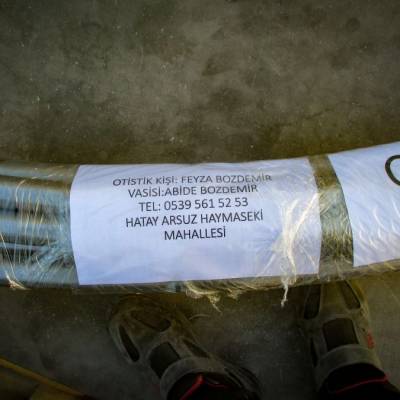 OTİSTİK KİŞİ: FEYZA BOZDEMİR
VASİSİ:ABİDE BOZDEMİR
TEL: 0539 561 52 53
HATAY ARSUZ HAYMASEKİ
MAHALLESİ